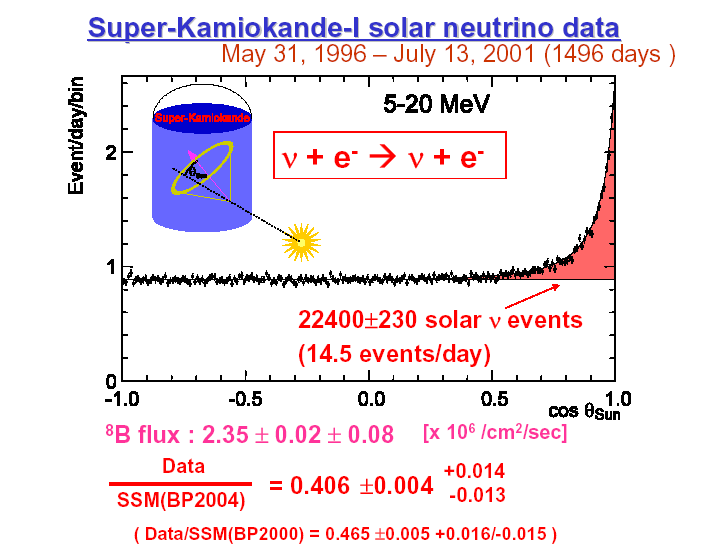 Super-Kamiokande-I solar neutrino data
May 31, 1996 – July 13, 2001 (1496 days )
Event/day/bin
5-20 MeV
Super-Kamiokande
θSun
ν + e- → ν + e-
2
1
0
22400±230 solar ν events
(14.5 events/day)
-1.0 -0.5 0.0 0.5 1.0
cos θSun
8B flux : 2.35 ± 0.02 ± 0.08 [x 10^6 /cm^2/sec]
Data
SSM(BP2004)
= 0.406 ±0.004 +0.014
-0.013
( Data/SSM(BP2000) = 0.465 ±0.005 +0.016/-0.015 )